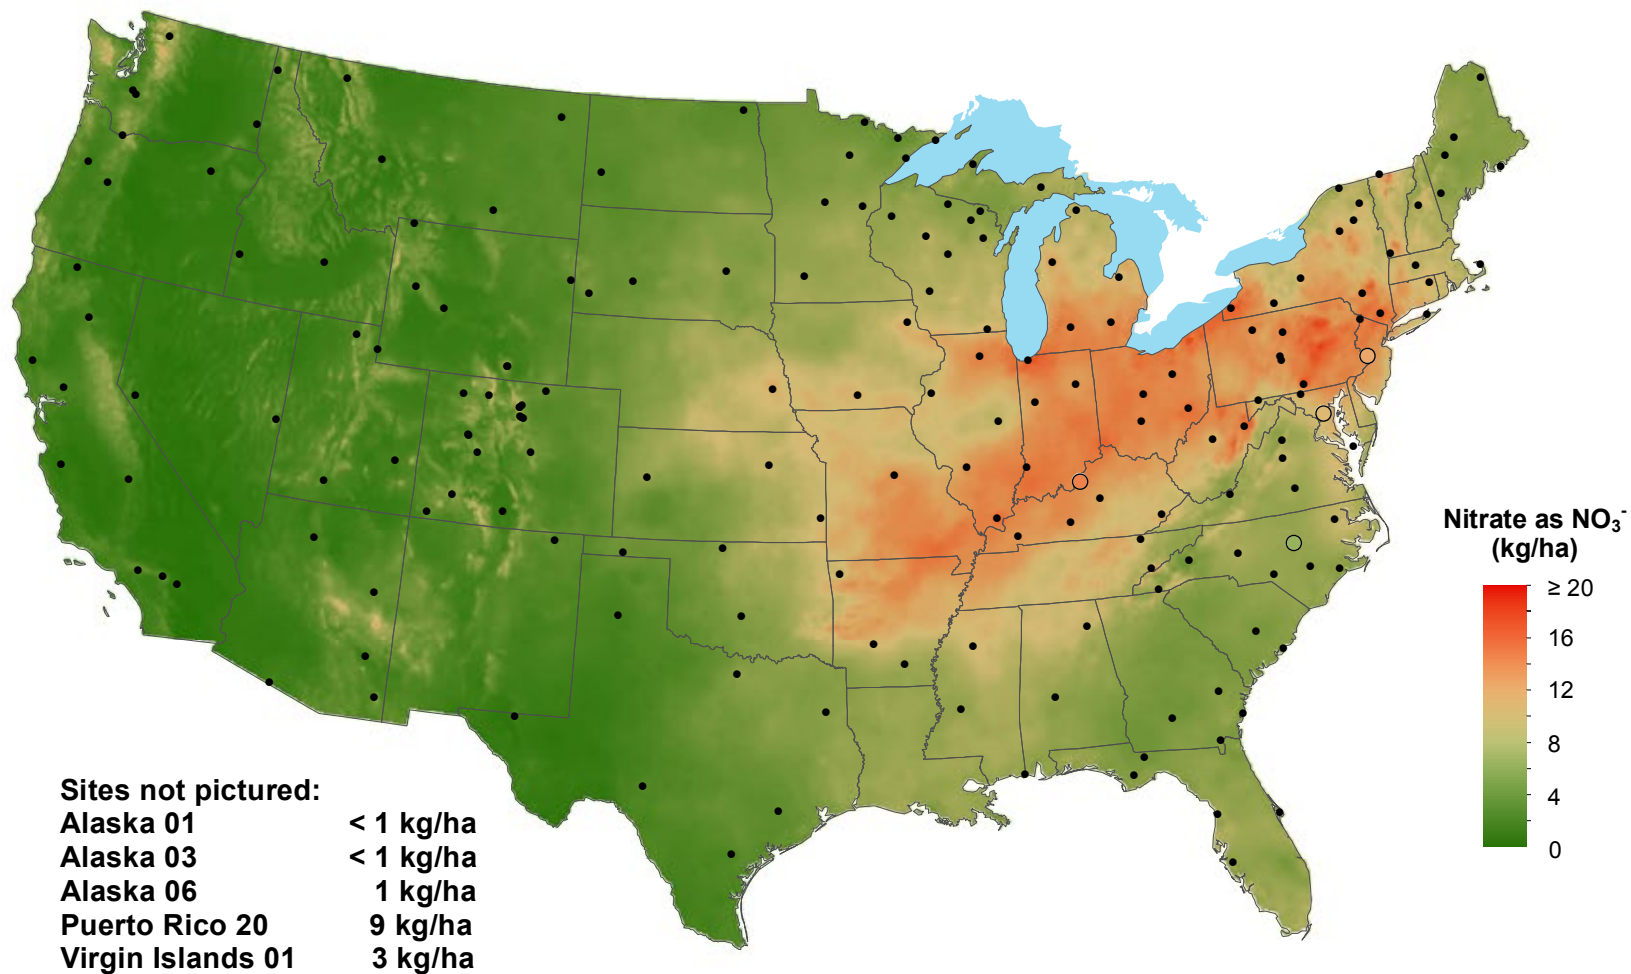 Nitrate as NO₃⁻
(kg/ha)
≥ 20
16
12
8
4
0
Sites not pictured:
Alaska 01 < 1 kg/ha
Alaska 03 < 1 kg/ha
Alaska 06 1 kg/ha
Puerto Rico 20 9 kg/ha
Virgin Islands 01 3 kg/ha